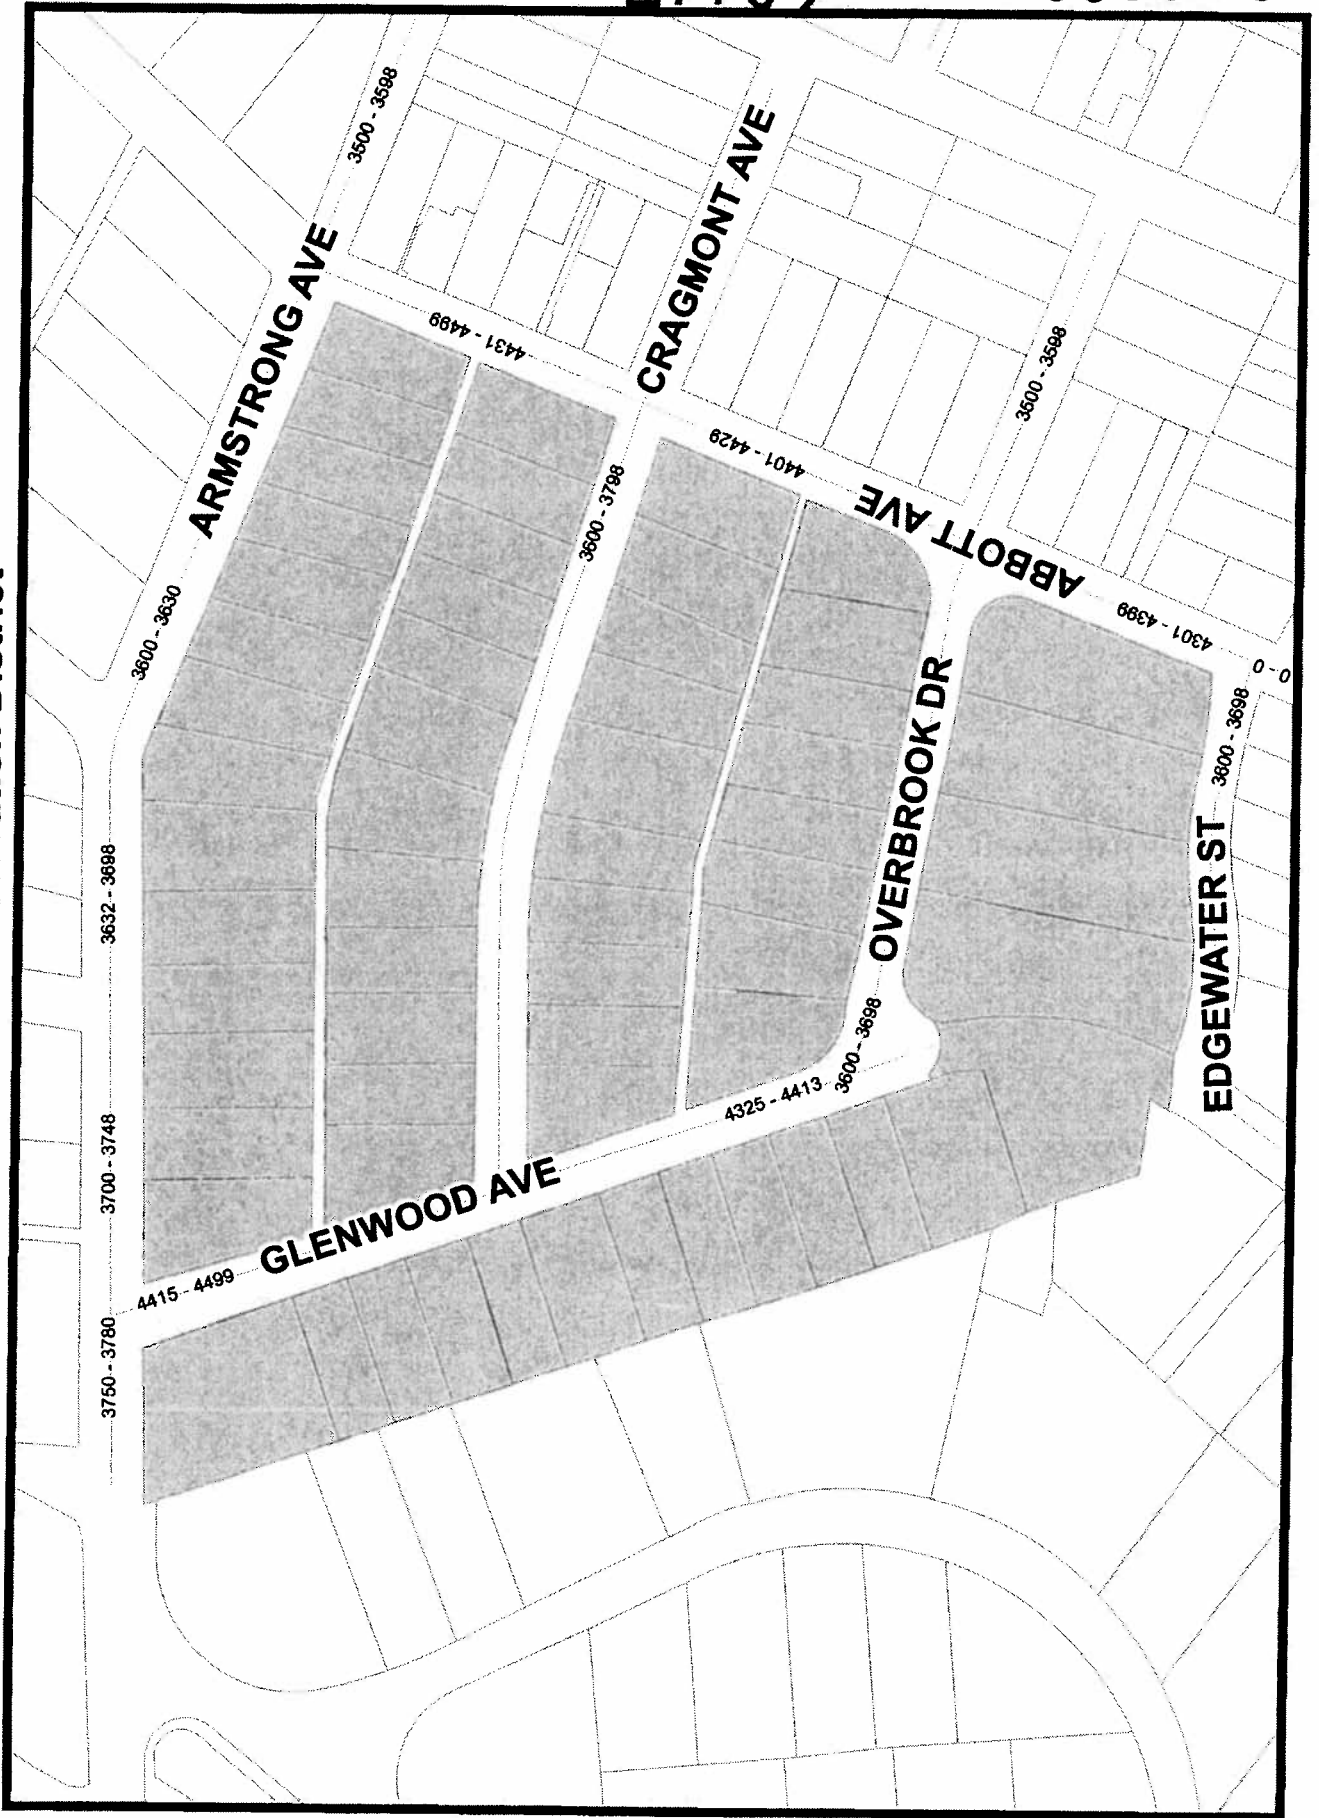 3500 - 3598
ARMSTRONG AVE
CRAGMONT AVE
4431 - 4499
3500 - 3598
4401 - 4429
3600 - 3798
ABBOTT AVE
3600 - 3630
4301 - 4399
0 - 0
3600 - 3698
OVERBROOK DR
3632 - 3698
EDGEWATER ST
3600 - 3698
4325 - 4413
3700 - 3748
GLENWOOD AVE
4415 - 4499
3750 - 3780